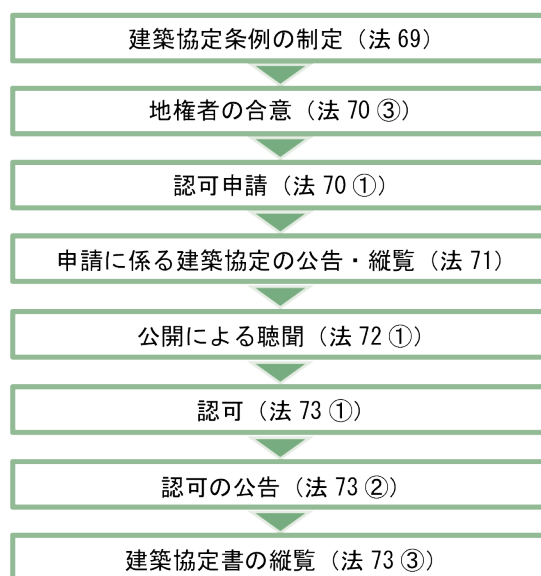 建築協定条例の制定（法 69）
地権者の合意（法 70 ③）
認可申請（法 70 ①）
申請に係る建築協定の公告・縦覧（法 71）
公開による聴聞（法 72 ①）
認可（法 73 ①）
認可の公告（法 73 ②）
建築協定書の縦覧（法 73 ③）